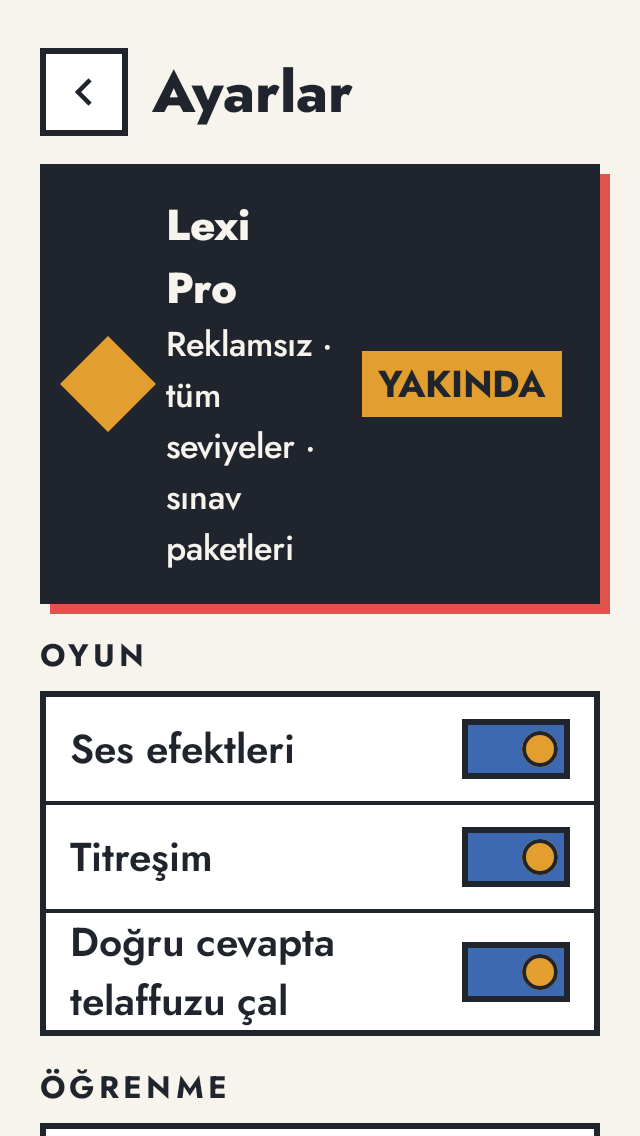 Ayarlar
Lexi
Pro
Reklamsız ·
tüm
seviyeler ·
sınav
paketleri
YAKINDA
OYUN
Ses efektleri
Titreşim
Doğru cevapta
telaffuzu çal
ÖĞRENME